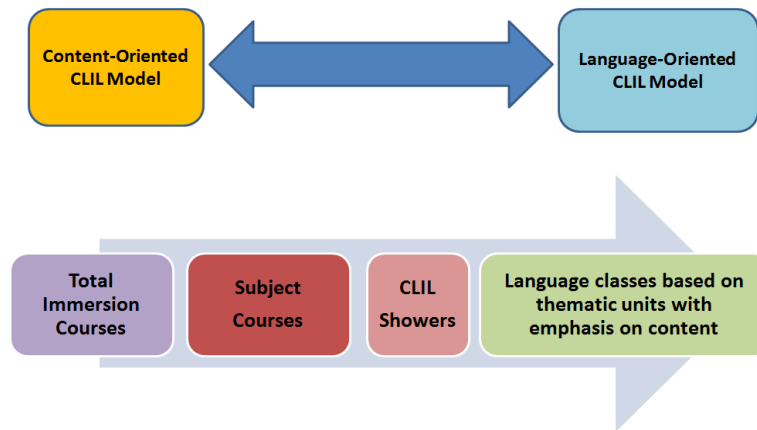 Content-Oriented
CLIL Model
Language-Oriented
CLIL Model
Total
Immersion
Courses
Subject
Courses
CLIL
Showers
Language classes based on
thematic units with
emphasis on content